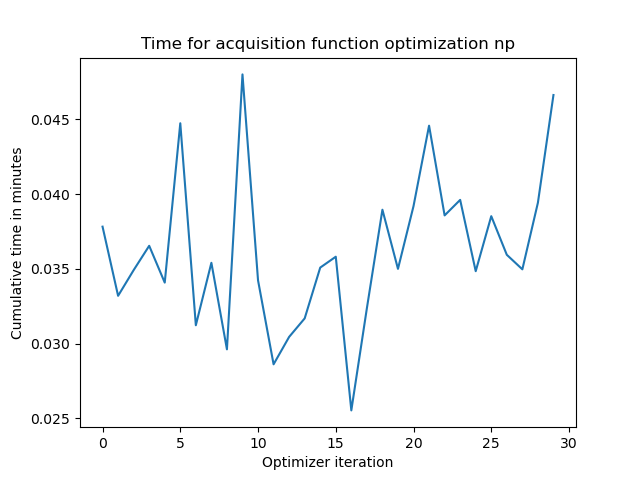 Time for acquisition function optimization np
Cumulative time in minutes
0.045
0.040
0.035
0.030
0.025
0 5 10 15 20 25 30
Optimizer iteration